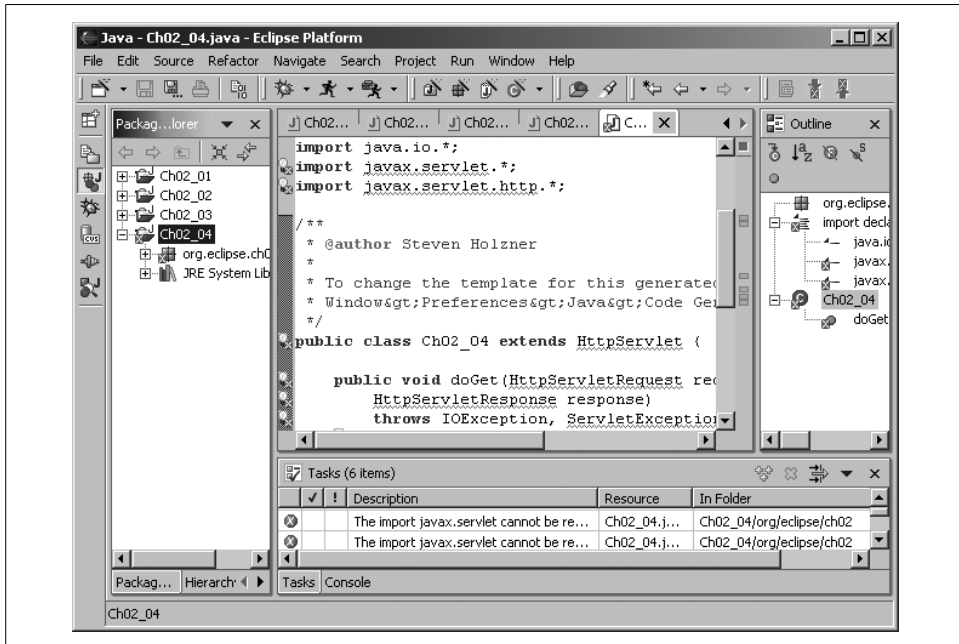 Java - Ch02_04.java - Eclipse Platform
File Edit Source Refactor Navigate Search Project Run Window Help
Packag...lorer
Ch02_01
Ch02_02
Ch02_03
Ch02_04
org.eclipse.ch0
JRE System Lib
Packag... Hierarch
Ch02... Ch02... Ch02... Ch02... C...
import java.io.*;
import javax.servlet.*;
import javax.servlet.http.*;
/**
* @author Steven Holzner
*
* To change the template for this generated
* Window&gt;Preferences&gt;Java&gt;Code Gen
*/
public class Ch02_04 extends HttpServlet {
public void doGet(HttpServletRequest req
HttpServletResponse response)
throws IOException, ServletException
Outline
org.eclipse.
import decla
java.io
javax.
javax.
Ch02_04
doGet
Tasks (6 items)
✓ ! Description Resource In Folder
The import javax.servlet cannot be re... Ch02_04.j... Ch02_04/org/eclipse/ch02
The import javax.servlet cannot be re... Ch02_04.j... Ch02_04/org/eclipse/ch02
Tasks Console
Ch02_04